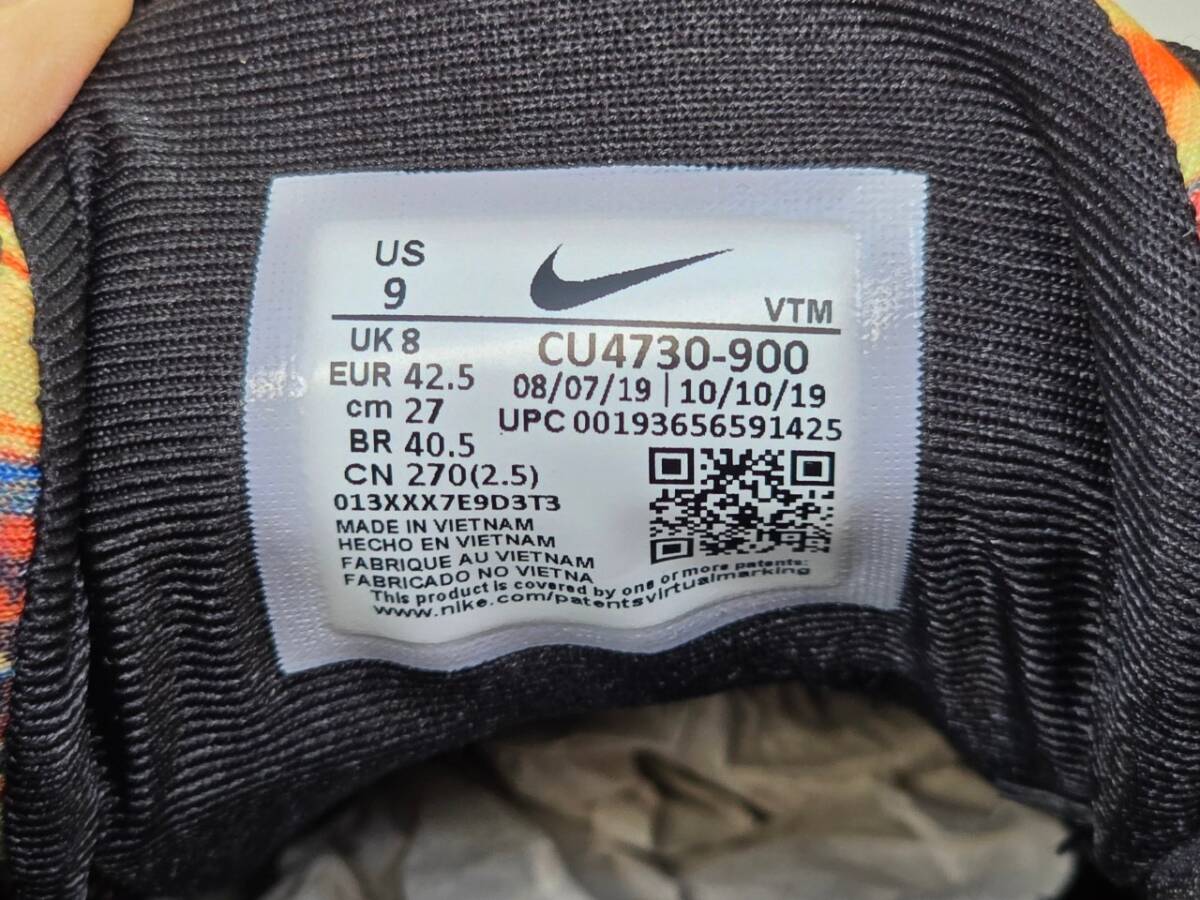 US
9
VTM
UK 8
EUR 42.5
cm 27
BR 40.5
CN 270(2.5)
CU4730-900
08/07/19 | 10/10/19
UPC 00193656591425
013XXX7E9D3T3
MADE IN VIETNAM
HECHO EN VIETNAM
FABRIQUE AU VIETNAM
FABRICADO NO VIETNA
This product is covered by one or more patents:
www.nike.com/patentsvirtualmarking